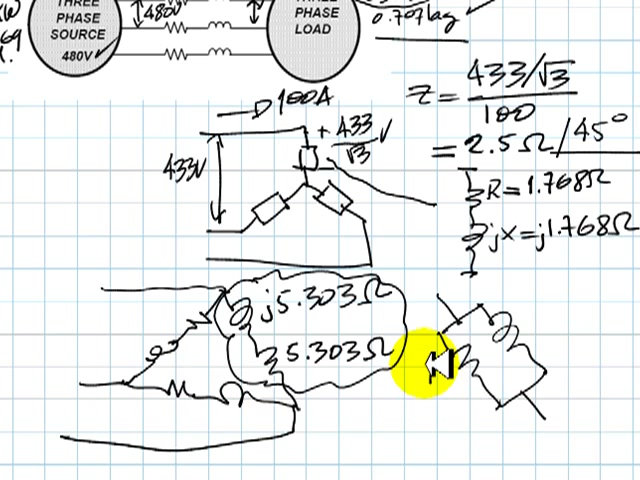 THREE
PHASE
SOURCE
480V
480V
THREE
PHASE
LOAD
0.707 lag
100A
433V
+ 433/√3 V
Z = 433/√3 / 100
= 2.5Ω /45°
R = 1.768Ω
jX = j1.768Ω
j5.303Ω
5.303Ω